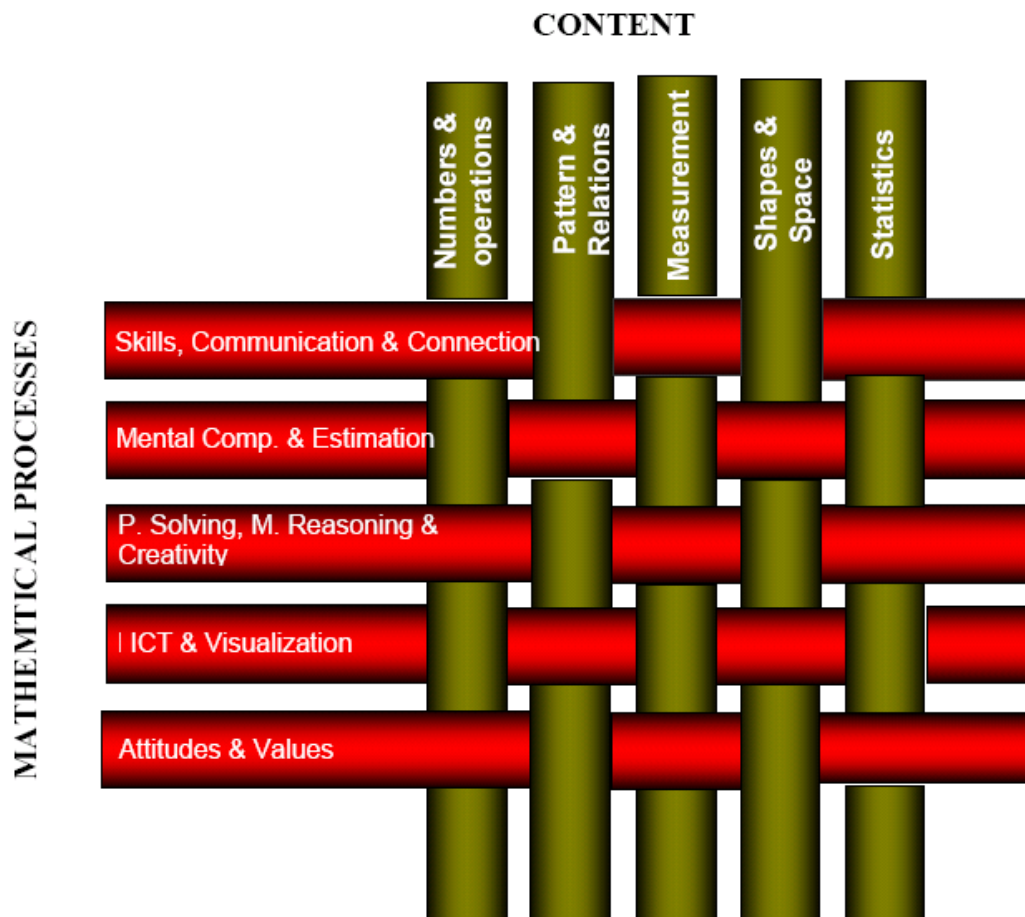 CONTENT
Numbers &
operations
Pattern &
Relations
Measurement
Shapes &
Space
Statistics
MATHEMTICAL PROCESSES
Skills, Communication & Connection
Mental Comp. & Estimation
P. Solving, M. Reasoning &
Creativity
ICT & Visualization
Attitudes & Values